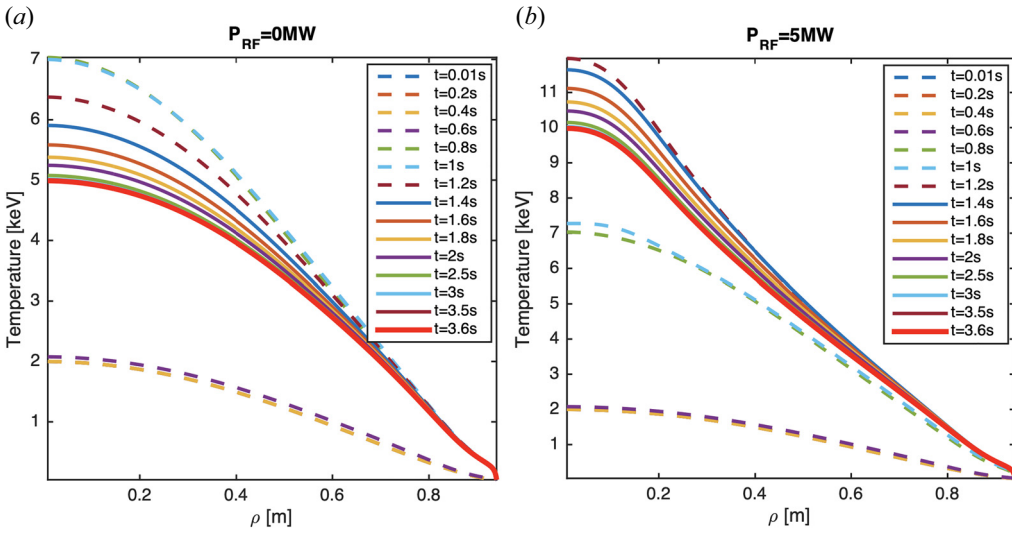 (a)
P_RF=0MW
7
6
5
4
3
2
1
Temperature [keV]
0.2 0.4 0.6 0.8
ρ [m]
t=0.01s
t=0.2s
t=0.4s
t=0.6s
t=0.8s
t=1s
t=1.2s
t=1.4s
t=1.6s
t=1.8s
t=2s
t=2.5s
t=3s
t=3.5s
t=3.6s
(b)
P_RF=5MW
11
10
9
8
7
6
5
4
3
2
1
Temperature [keV]
0.2 0.4 0.6 0.8
ρ [m]
t=0.01s
t=0.2s
t=0.4s
t=0.6s
t=0.8s
t=1s
t=1.2s
t=1.4s
t=1.6s
t=1.8s
t=2s
t=2.5s
t=3s
t=3.5s
t=3.6s